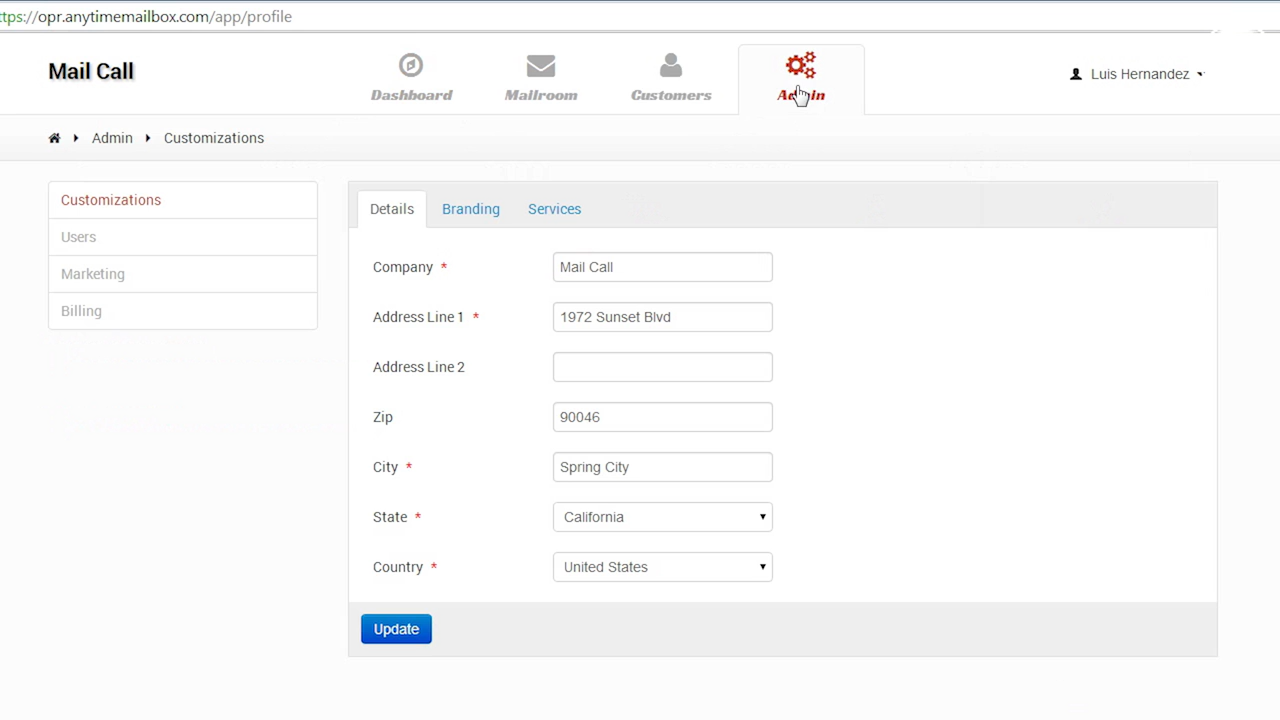 ttps://opr.anytimemailbox.com/app/profile
Mail Call
Dashboard
Mailroom
Customers
Admin
Luis Hernandez
Admin
Customizations
Customizations
Users
Marketing
Billing
Details
Branding
Services
Company *
Mail Call
Address Line 1 *
1972 Sunset Blvd
Address Line 2
Zip
90046
City *
Spring City
State *
California
Country *
United States
Update